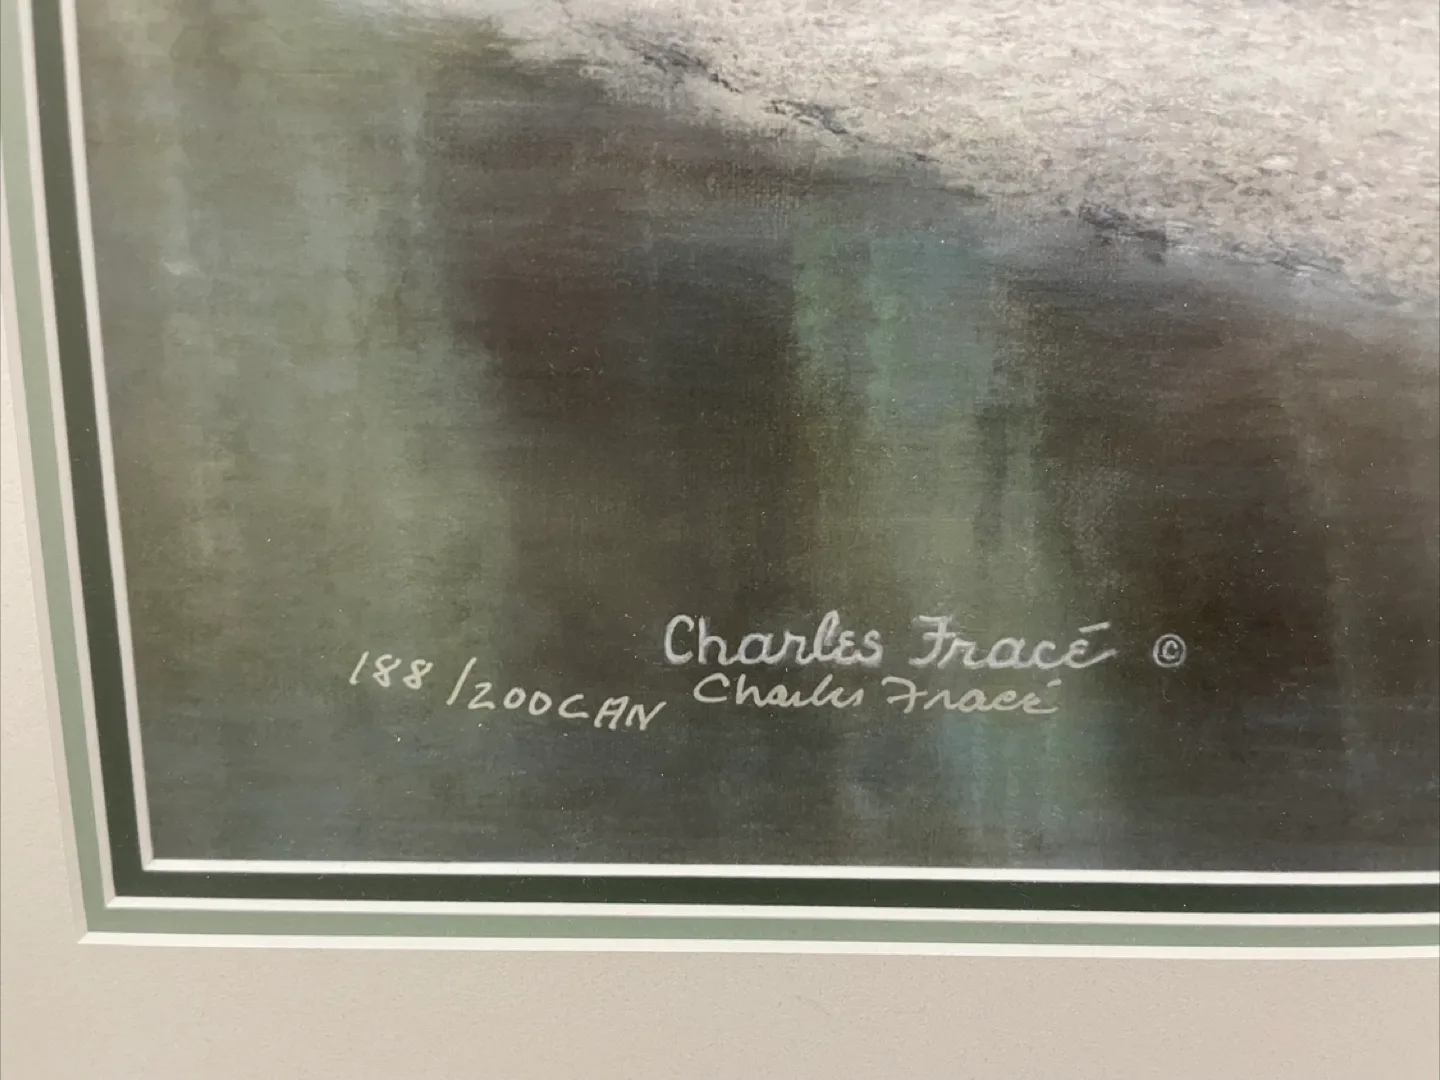 Charles Fracé ©
188/200CAN Charles Fracé